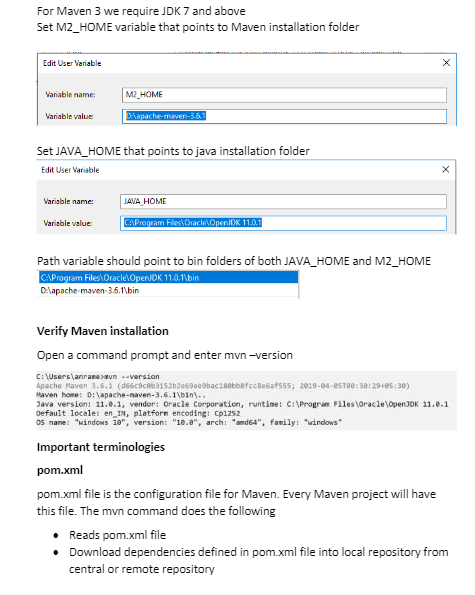 For Maven 3 we require JDK 7 and above
Set M2_HOME variable that points to Maven installation folder
Edit User Variable
Variable name: M2_HOME
Variable value: D:\apache-maven-3.6.1
Set JAVA_HOME that points to java installation folder
Edit User Variable
Variable name: JAVA_HOME
Variable value: C:\Program Files\Oracle\OpenJDK 11.0.1
Path variable should point to bin folders of both JAVA_HOME and M2_HOME
C:\Program Files\Oracle\OpenJDK 11.0.1\bin
D:\apache-maven-3.6.1\bin
Verify Maven installation
Open a command prompt and enter mvn –version
C:\Users\anrame>mvn --version
Apache Maven 3.6.1 (d66c9c0b3152b2e69ee9bac180bb8fcc8e6af555; 2019-04-05T00:30:29+05:30)
Maven home: D:\apache-maven-3.6.1\bin\..
Java version: 11.0.1, vendor: Oracle Corporation, runtime: C:\Program Files\Oracle\OpenJDK 11.0.1
Default locale: en_IN, platform encoding: Cp1252
OS name: "windows 10", version: "10.0", arch: "amd64", family: "windows"
Important terminologies
pom.xml
pom.xml file is the configuration file for Maven. Every Maven project will have
this file. The mvn command does the following
• Reads pom.xml file
• Download dependencies defined in pom.xml file into local repository from
central or remote repository